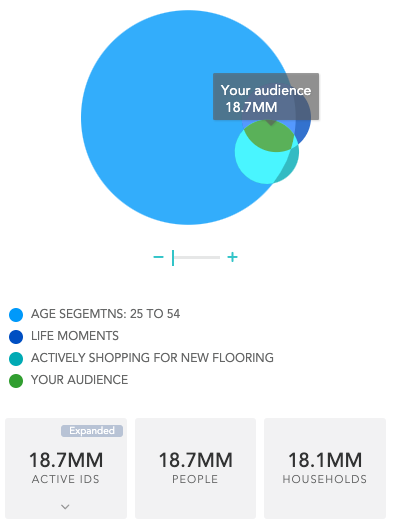 Your audience
18.7MM
− +
AGE SEGEMTNS: 25 TO 54
LIFE MOMENTS
ACTIVELY SHOPPING FOR NEW FLOORING
YOUR AUDIENCE
Expanded
18.7MM 18.7MM 18.1MM
ACTIVE IDS PEOPLE HOUSEHOLDS